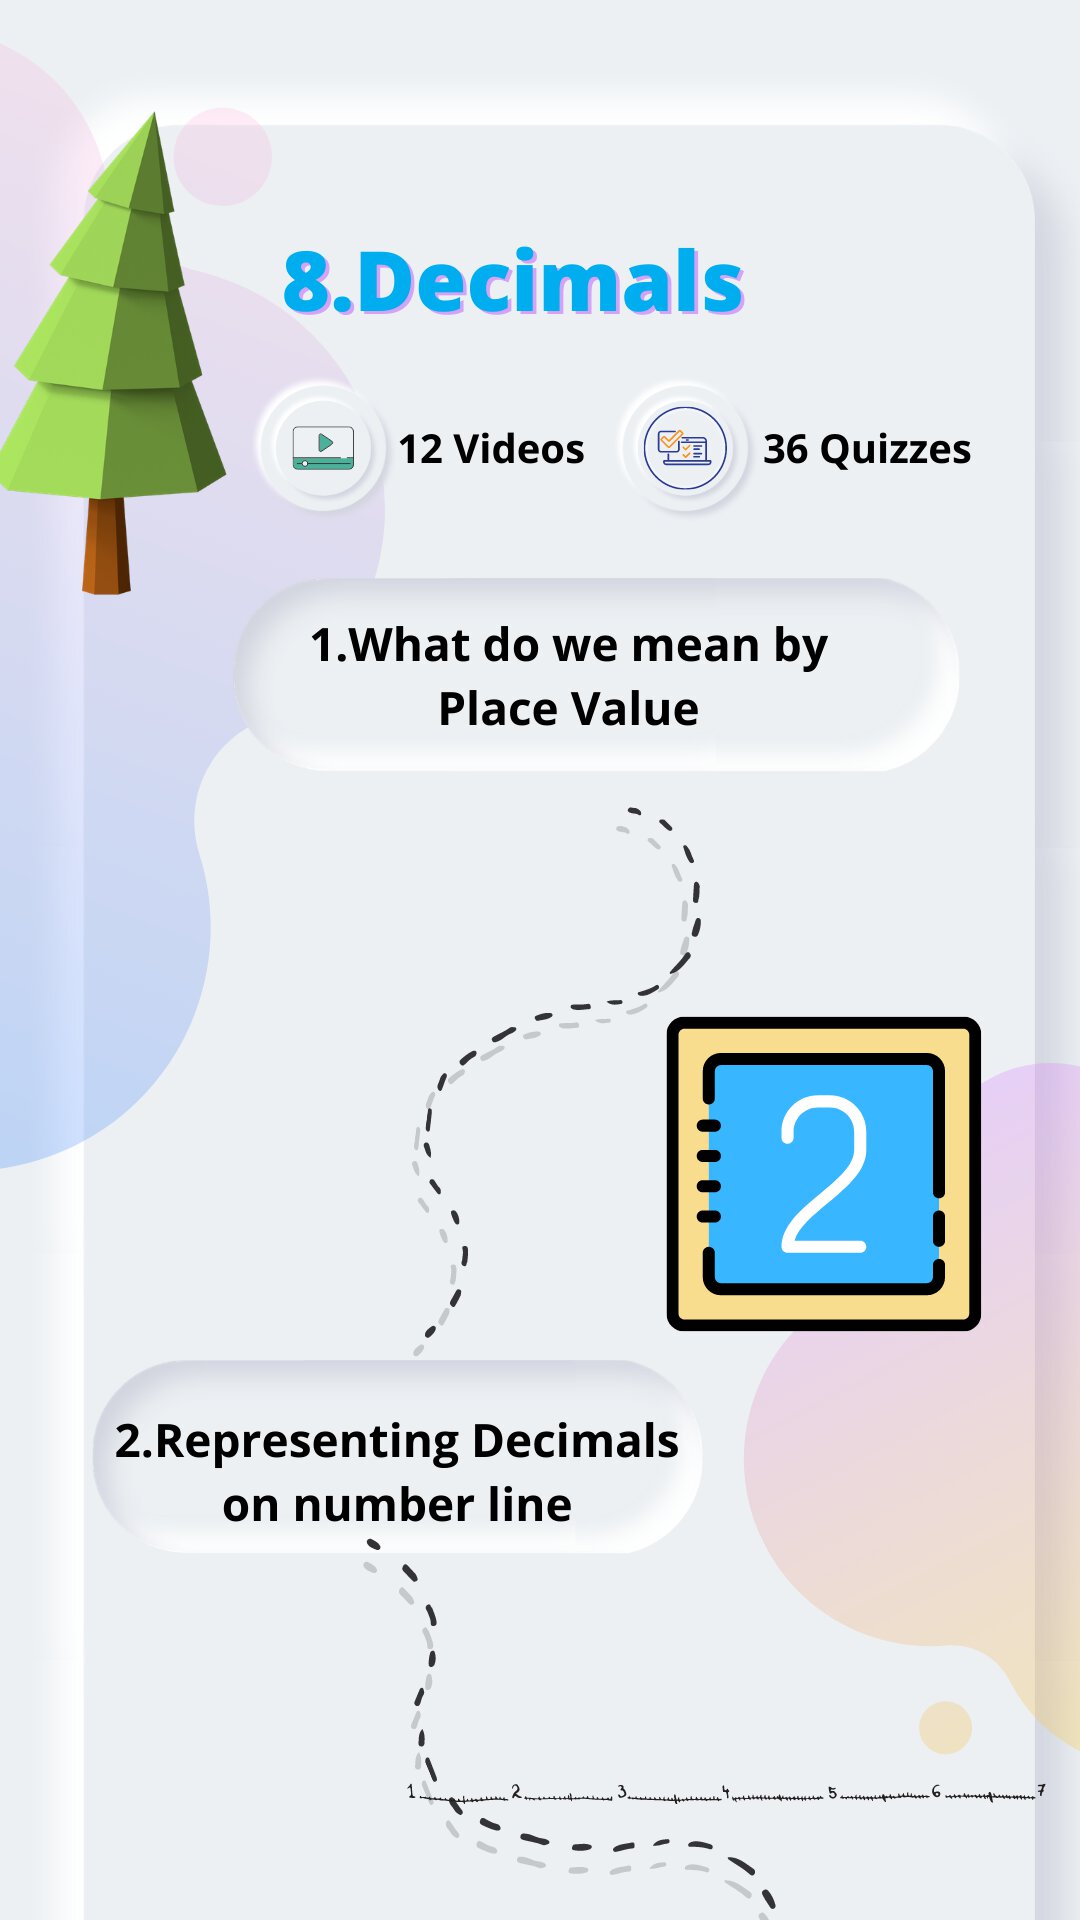 8.Decimals
12 Videos
36 Quizzes
1.What do we mean by
Place Value
2
2.Representing Decimals
on number line
1 2 3 4 5 6 7